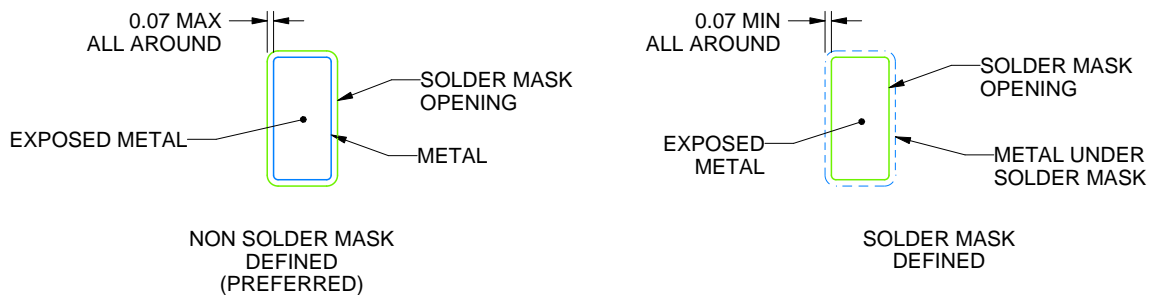 0.07 MAX
ALL AROUND
SOLDER MASK
OPENING
EXPOSED METAL
METAL
NON SOLDER MASK
DEFINED
(PREFERRED)
0.07 MIN
ALL AROUND
SOLDER MASK
OPENING
EXPOSED
METAL
METAL UNDER
SOLDER MASK
SOLDER MASK
DEFINED